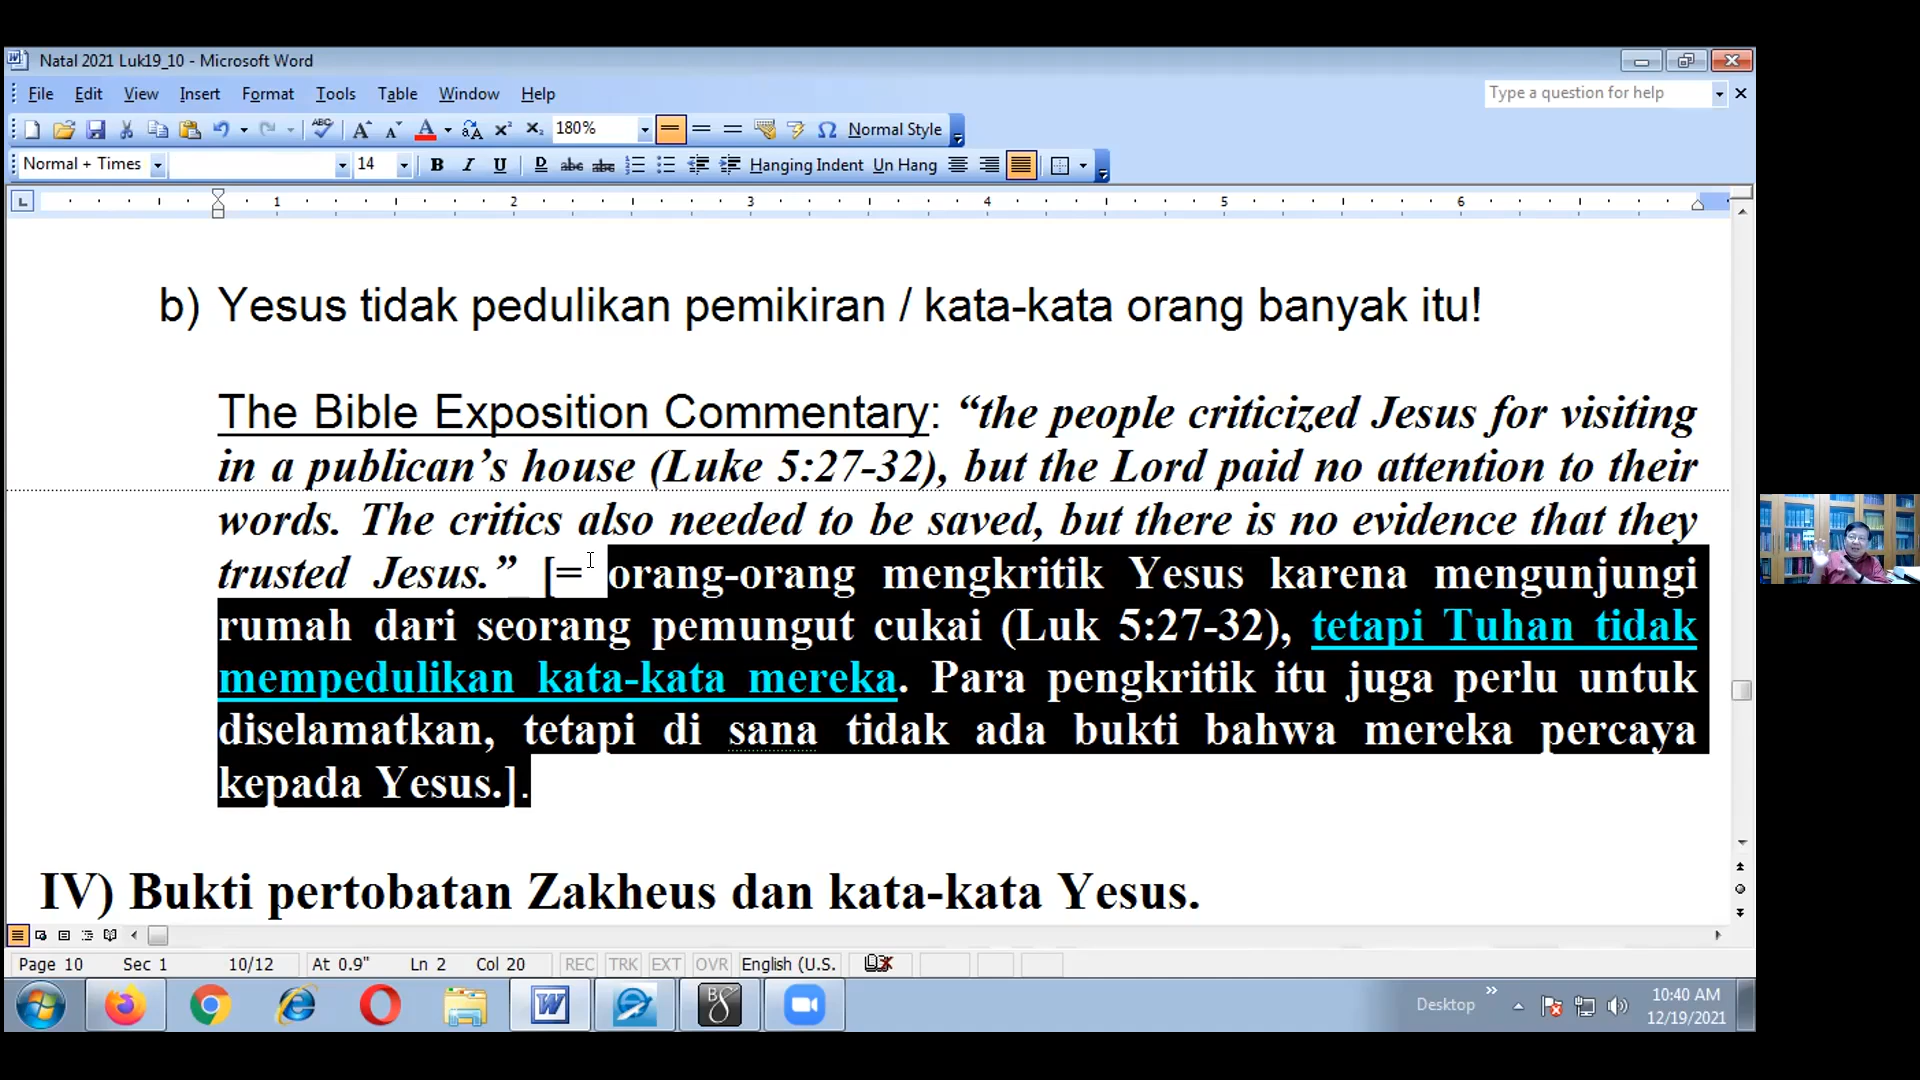 Natal 2021 Luk19_10 - Microsoft Word
File Edit View Insert Format Tools Table Window Help
Type a question for help
180%
Normal Style
Normal + Times
14
B I U
Hanging Indent Un Hang
1 2 3 4 5 6
b) Yesus tidak pedulikan pemikiran / kata-kata orang banyak itu!
The Bible Exposition Commentary: “the people criticized Jesus for visiting
in a publican’s house (Luke 5:27-32), but the Lord paid no attention to their
words. The critics also needed to be saved, but there is no evidence that they
trusted Jesus.” [= orang-orang mengkritik Yesus karena mengunjungi
rumah dari seorang pemungut cukai (Luk 5:27-32), tetapi Tuhan tidak
mempedulikan kata-kata mereka. Para pengkritik itu juga perlu untuk
diselamatkan, tetapi di sana tidak ada bukti bahwa mereka percaya
kepada Yesus.].
IV) Bukti pertobatan Zakheus dan kata-kata Yesus.
Page 10 Sec 1 10/12 At 0.9" Ln 2 Col 20 REC TRK EXT OVR English (U.S.
Desktop
10:40 AM
12/19/2021